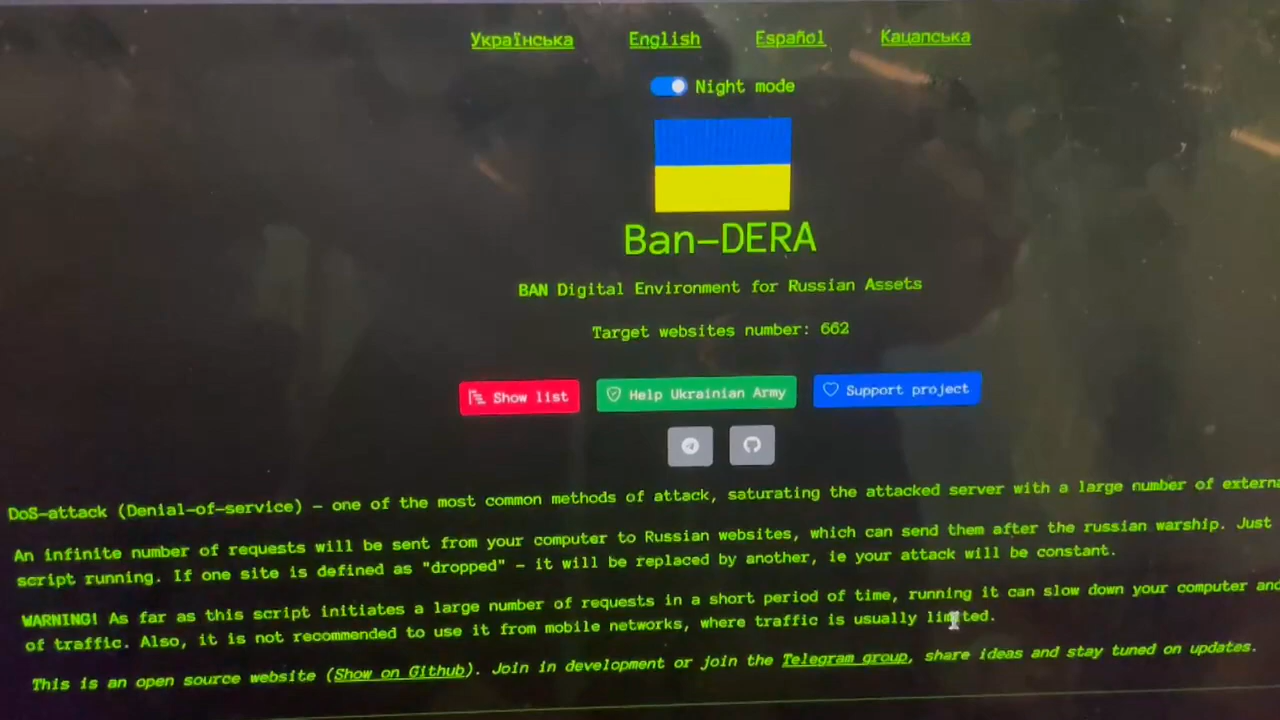 Українська English Español Кацапська
Night mode
Ban-DERA
BAN Digital Environment for Russian Assets
Target websites number: 662
Show list Help Ukrainian Army Support project
DoS-attack (Denial-of-service) - one of the most common methods of attack, saturating the attacked server with a large number of
An infinite number of requests will be sent from your computer to Russian websites, which can send them after the russian warship. Just
script running. If one site is defined as "dropped" - it will be replaced by another, ie your attack will be constant.
WARNING! As far as this script initiates a large number of requests in a short period of time, running it can slow down your computer and
of traffic. Also, it is not recommended to use it from mobile networks, where traffic is usually limited.
This is an open source website (Show on Github). Join in development or join the Telegram group, share ideas and stay tuned on updates.